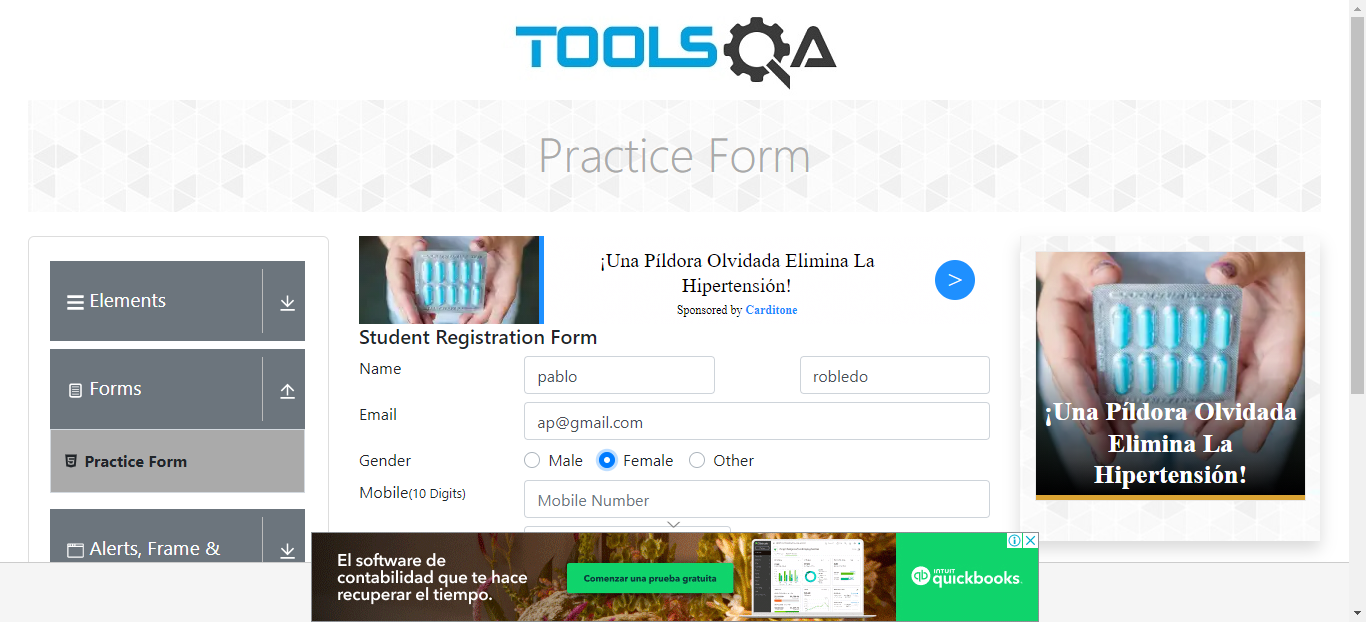 TOOLSQA
Practice Form
Elements
Forms
Practice Form
Alerts, Frame &
¡Una Píldora Olvidada Elimina La
Hipertensión!
Sponsored by Carditone
>
Student Registration Form
Name
pablo
robledo
Email
ap@gmail.com
Gender
Male
Female
Other
Mobile(10 Digits)
Mobile Number
¡Una Píldora Olvidada
Elimina La
Hipertensión!
El software de
contabilidad que te hace
recuperar el tiempo.
Comenzar una prueba gratuita
qb INTUIT
quickbooks.